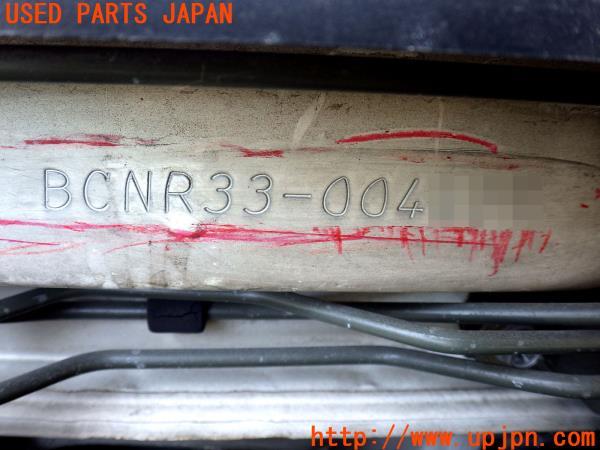 USED PARTS JAPAN
BCNR33-004
http://www.upjpn.com